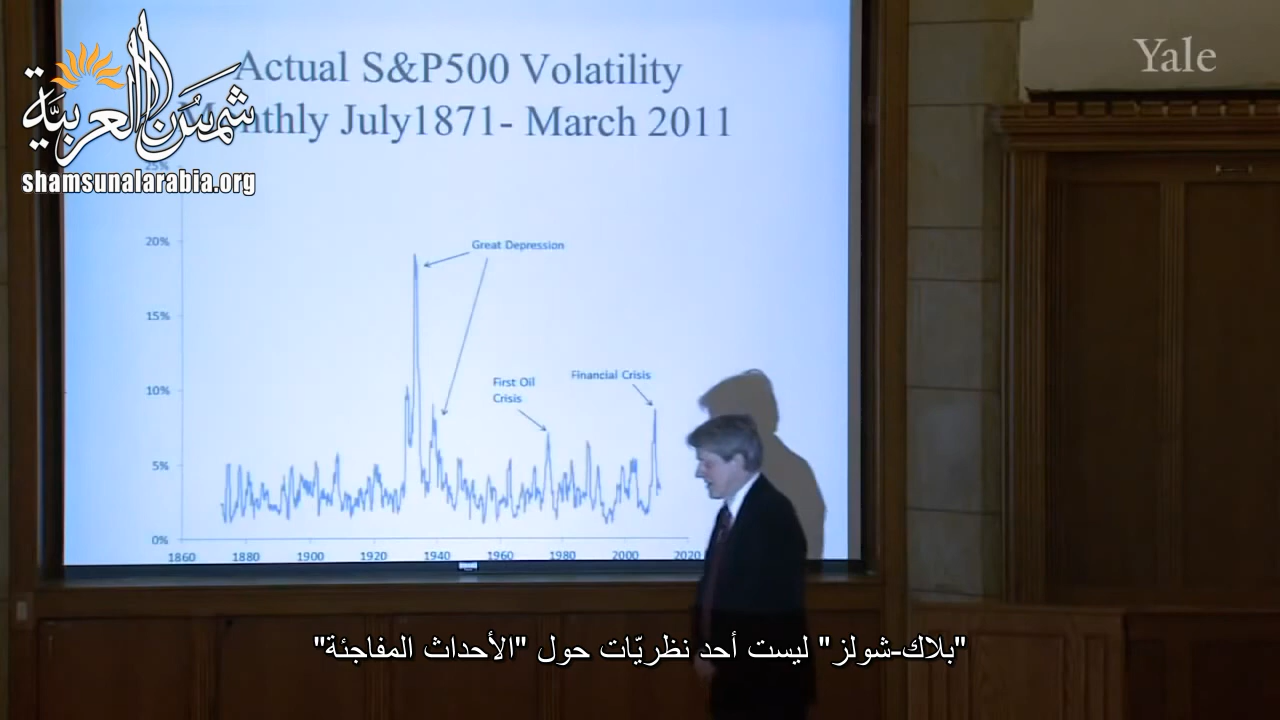 Actual S&P500 Volatility
Monthly July1871- March 2011
Yale
شمس العربية
shamsunalarabia.org
25%
20%
15%
10%
5%
0%
Great Depression
First Oil
Crisis
Financial Crisis
1860 1880 1900 1920 1940 1960 1980 2000 2020
"بلاك-شولز" ليست أحد نظريّات حول "الأحداث المفاجئة"